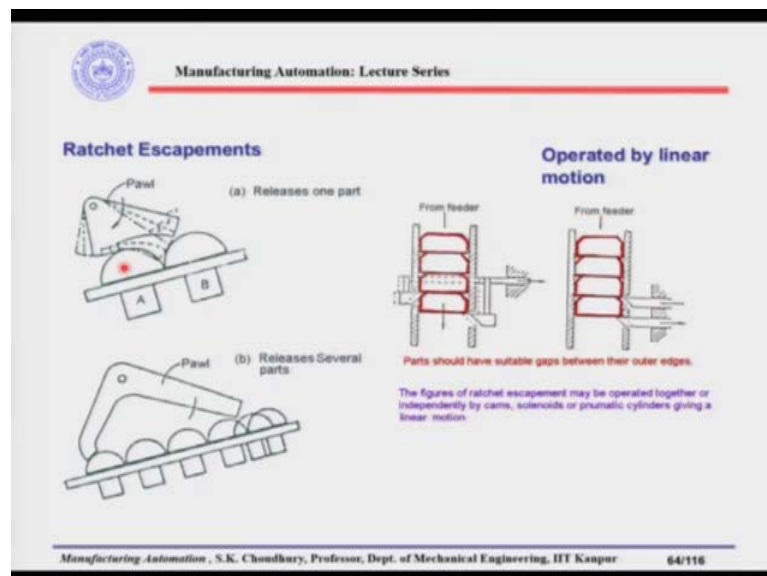 Manufacturing Automation: Lecture Series
Ratchet Escapements
Pawl
(a) Releases one part
A
B
Pawl
(b) Releases Several
parts
Operated by linear
motion
From feeder
From feeder
Parts should have suitable gaps between their outer edges.
The figures of ratchet escapement may be operated together or
independently by cams, solenoids or pnumatic cylinders giving a
linear motion
Manufacturing Automation , S.K. Choudhury, Professor, Dept. of Mechanical Engineering, IIT Kanpur
64/116